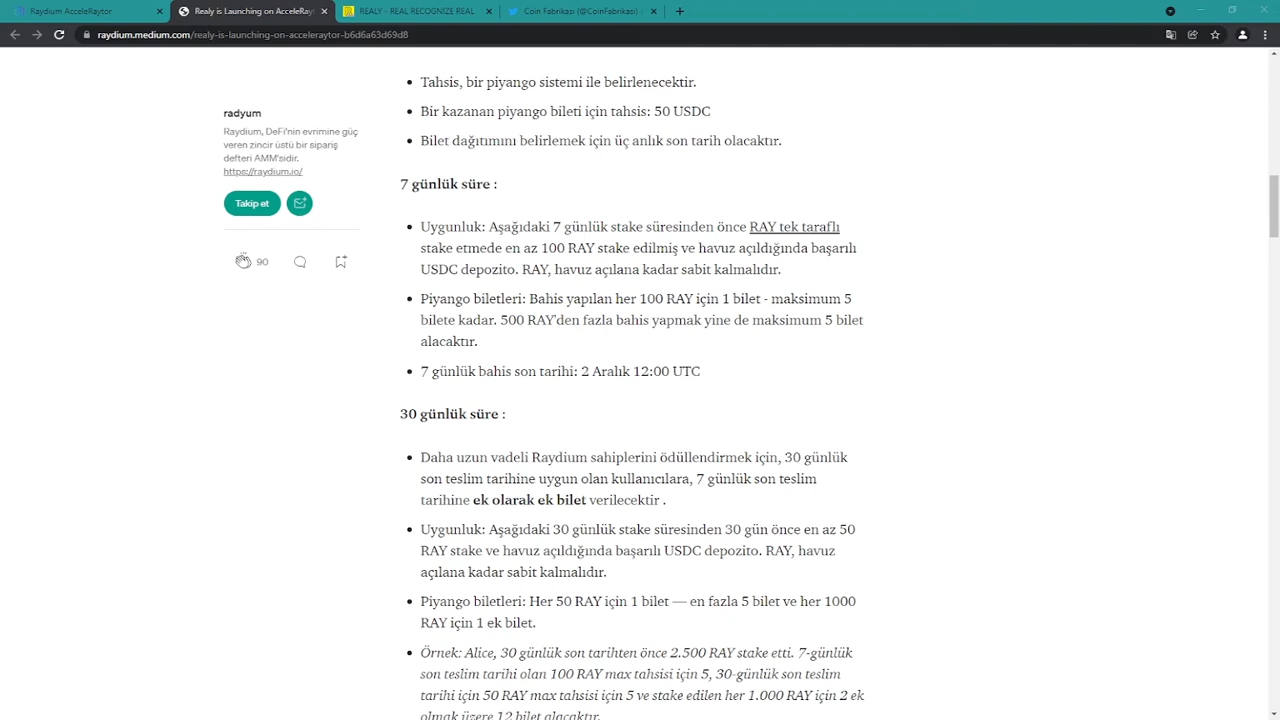 Raydium AcceleRaytor
Realy is Launching on AcceleRay
REALY - REAL RECOGNIZE REAL
Coin Fabrikası (@CoinFabrikasi)
raydium.medium.com/realy-is-launching-on-acceleraytor-b6d6a63d69d8
radyum
Raydium, DeFi'nin evrimine güç
veren zincir üstü bir sipariş
defteri AMM'sidir.
https://raydium.io/
Takip et
90
• Tahsis, bir piyango sistemi ile belirlenecektir.
• Bir kazanan piyango bileti için tahsis: 50 USDC
• Bilet dağıtımını belirlemek için üç anlık son tarih olacaktır.
7 günlük süre :
• Uygunluk: Aşağıdaki 7 günlük stake süresinden önce RAY tek taraflı
stake etmede en az 100 RAY stake edilmiş ve havuz açıldığında başarılı
USDC depozito. RAY, havuz açılana kadar sabit kalmalıdır.
• Piyango biletleri: Bahis yapılan her 100 RAY için 1 bilet - maksimum 5
bilete kadar. 500 RAY'den fazla bahis yapmak yine de maksimum 5 bilet
alacaktır.
• 7 günlük bahis son tarihi: 2 Aralık 12:00 UTC
30 günlük süre :
• Daha uzun vadeli Raydium sahiplerini ödüllendirmek için, 30 günlük
son teslim tarihine uygun olan kullanıcılara, 7 günlük son teslim
tarihine ek olarak ek bilet verilecektir .
• Uygunluk: Aşağıdaki 30 günlük stake süresinden 30 gün önce en az 50
RAY stake ve havuz açıldığında başarılı USDC depozito. RAY, havuz
açılana kadar sabit kalmalıdır.
• Piyango biletleri: Her 50 RAY için 1 bilet — en fazla 5 bilet ve her 1000
RAY için 1 ek bilet.
• Örnek: Alice, 30 günlük son tarihten önce 2.500 RAY stake etti. 7-günlük
son teslim tarihi olan 100 RAY max tahsisi için 5, 30-günlük son teslim
tarihi için 50 RAY max tahsisi için 5 ve stake edilen her 1.000 RAY için 2 ek
olmak üzere 12 bilet alacaktır.